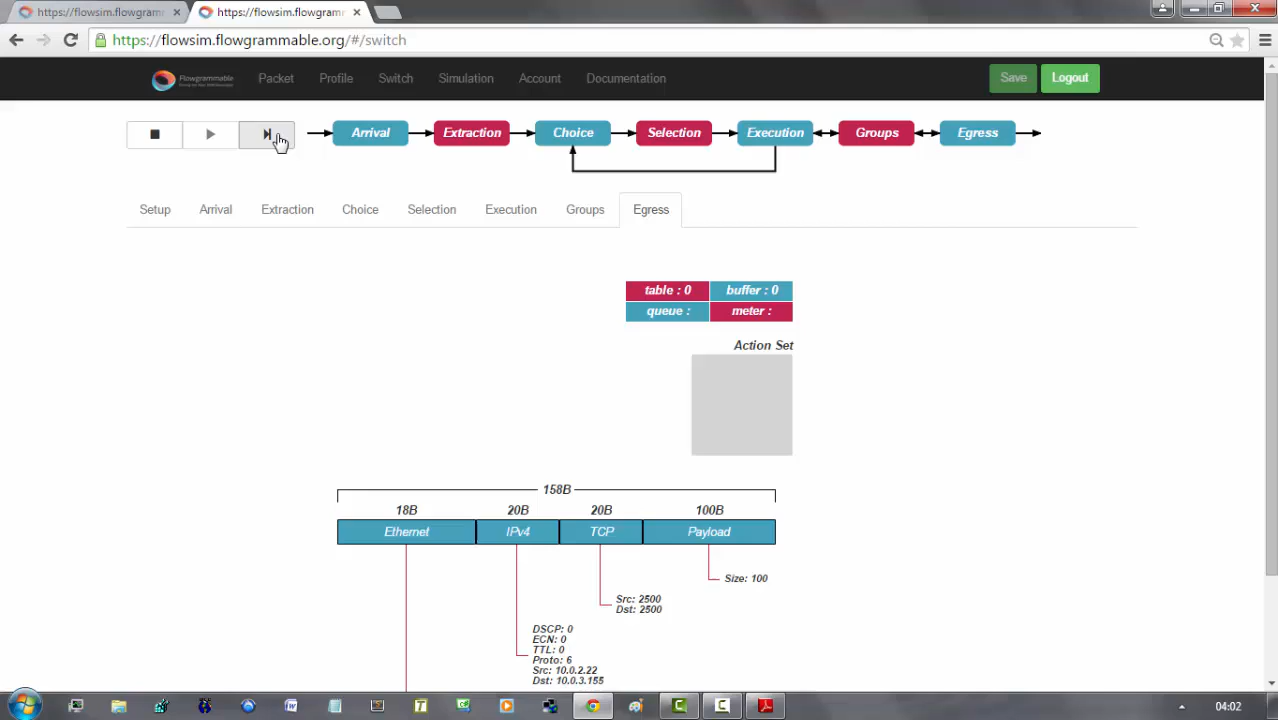 https://flowsim.flowgramm
https://flowsim.flowgramm
https://flowsim.flowgrammable.org/#/switch
Flowgrammable
Packet
Profile
Switch
Simulation
Account
Documentation
Save
Logout
Arrival
Extraction
Choice
Selection
Execution
Groups
Egress
Setup
Arrival
Extraction
Choice
Selection
Execution
Groups
Egress
table : 0
buffer : 0
queue :
meter :
Action Set
158B
18B
20B
20B
100B
Ethernet
IPv4
TCP
Payload
Size: 100
Src: 2500
Dst: 2500
DSCP: 0
ECN: 0
TTL: 0
Proto: 6
Src: 10.0.2.22
Dst: 10.0.3.155
04:02